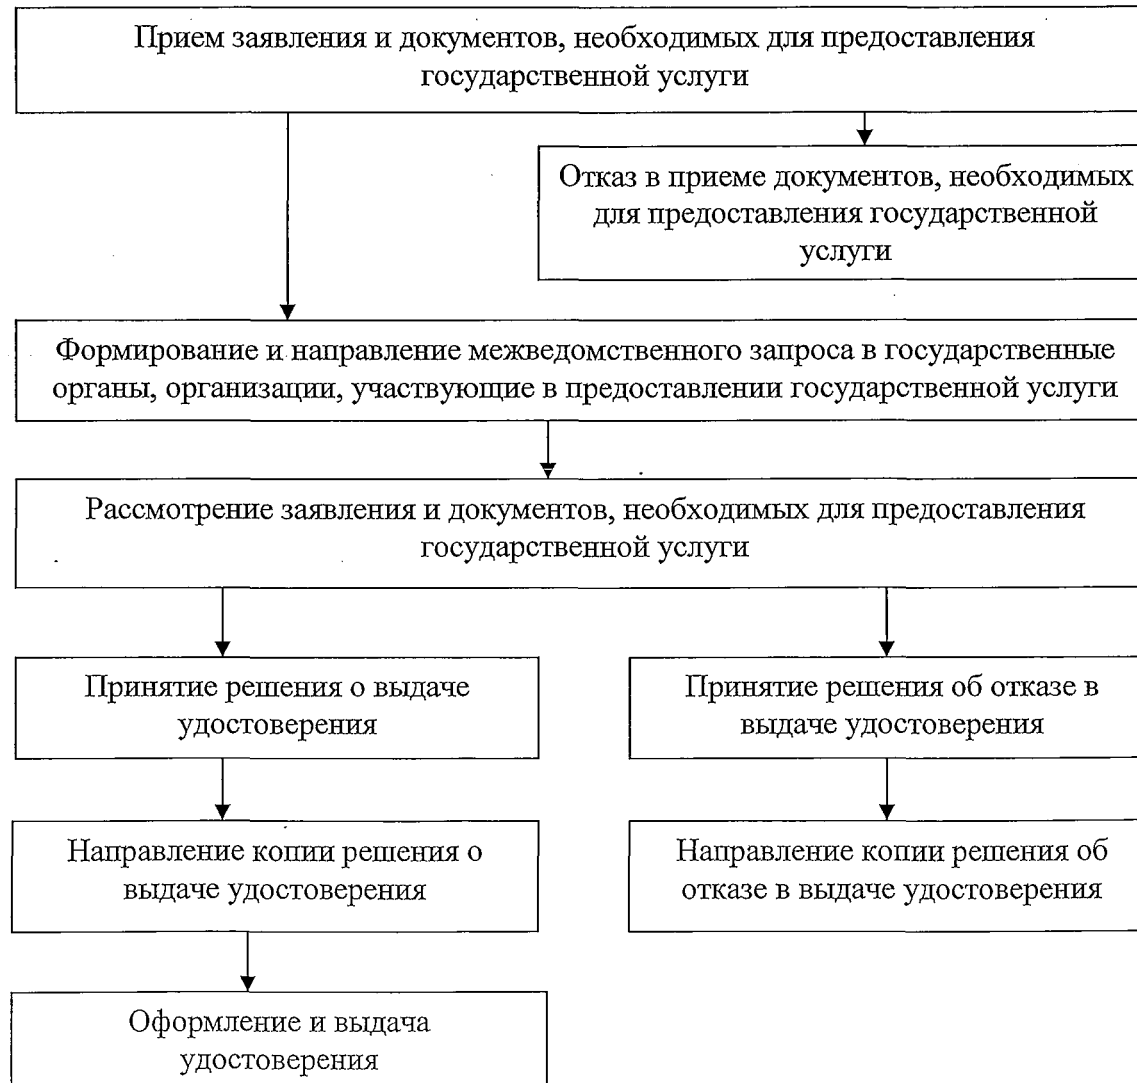 Прием заявления и документов, необходимых для предоставления
государственной услуги
Отказ в приеме документов, необходимых
для предоставления государственной
услуги
Формирование и направление межведомственного запроса в государственные
органы, организации, участвующие в предоставлении государственной услуги
Рассмотрение заявления и документов, необходимых для предоставления
государственной услуги
Принятие решения о выдаче
удостоверения
Принятие решения об отказе в
выдаче удостоверения
Направление копии решения о
выдаче удостоверения
Направление копии решения об
отказе в выдаче удостоверения
Оформление и выдача
удостоверения